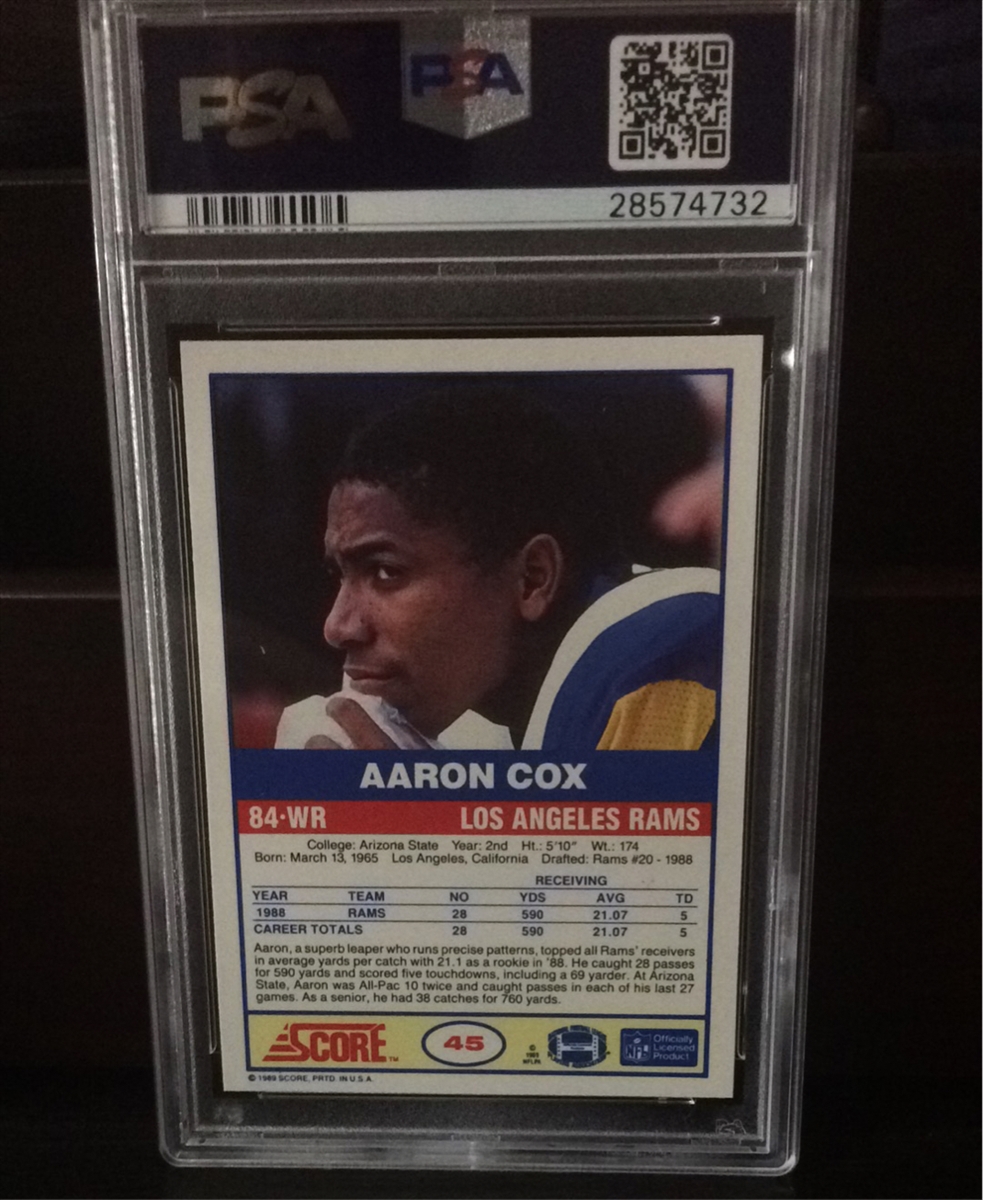 PSA
PSA
28574732
AARON COX
84·WR LOS ANGELES RAMS
College: Arizona State Year: 2nd Ht.: 5'10" Wt.: 174
Born: March 13, 1965 Los Angeles, California Drafted: Rams #20 - 1988
RECEIVING
YEAR TEAM NO YDS AVG TD
1988 RAMS 28 590 21.07 5
CAREER TOTALS 28 590 21.07 5
Aaron, a superb leaper who runs precise patterns, topped all Rams' receivers
in average yards per catch with 21.1 as a rookie in '88. He caught 28 passes
for 590 yards and scored five touchdowns, including a 69 yarder. At Arizona
State, Aaron was All-Pac 10 twice and caught passes in each of his last 27
games. As a senior, he had 38 catches for 760 yards.
SCORE™ 45
©
1989
NFLPA
NFL
Officially
Licensed
Product
© 1989 SCORE, PRTD. IN U.S.A.
PSA